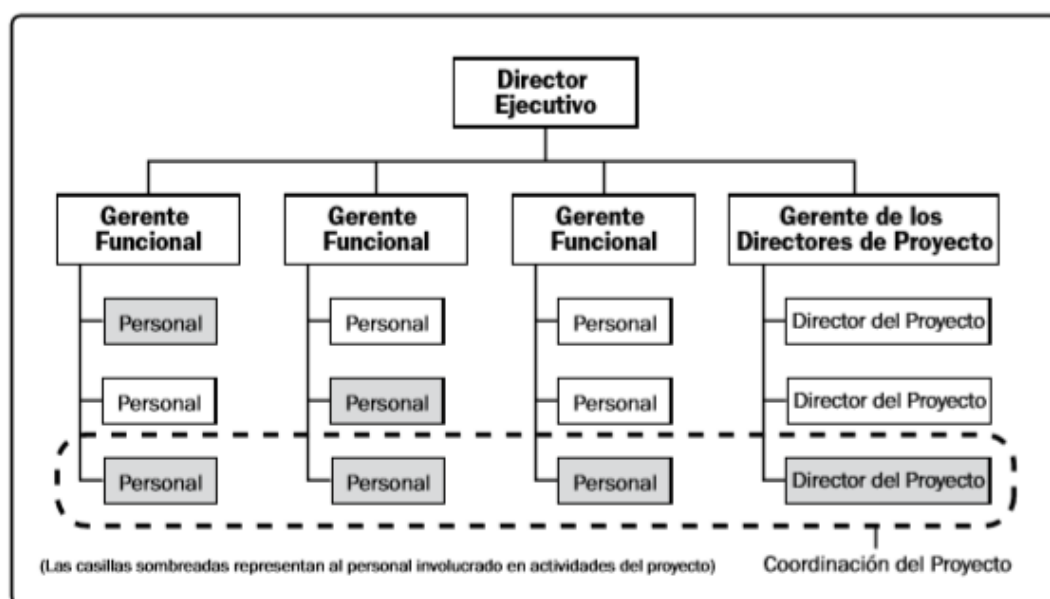 Director
Ejecutivo
Gerente
Funcional
Gerente
Funcional
Gerente
Funcional
Gerente de los
Directores de Proyecto
Personal
Personal
Personal
Director del Proyecto
Personal
Personal
Personal
Director del Proyecto
Personal
Personal
Personal
Director del Proyecto
(Las casillas sombreadas representan al personal involucrado en actividades del proyecto)
Coordinación del Proyecto